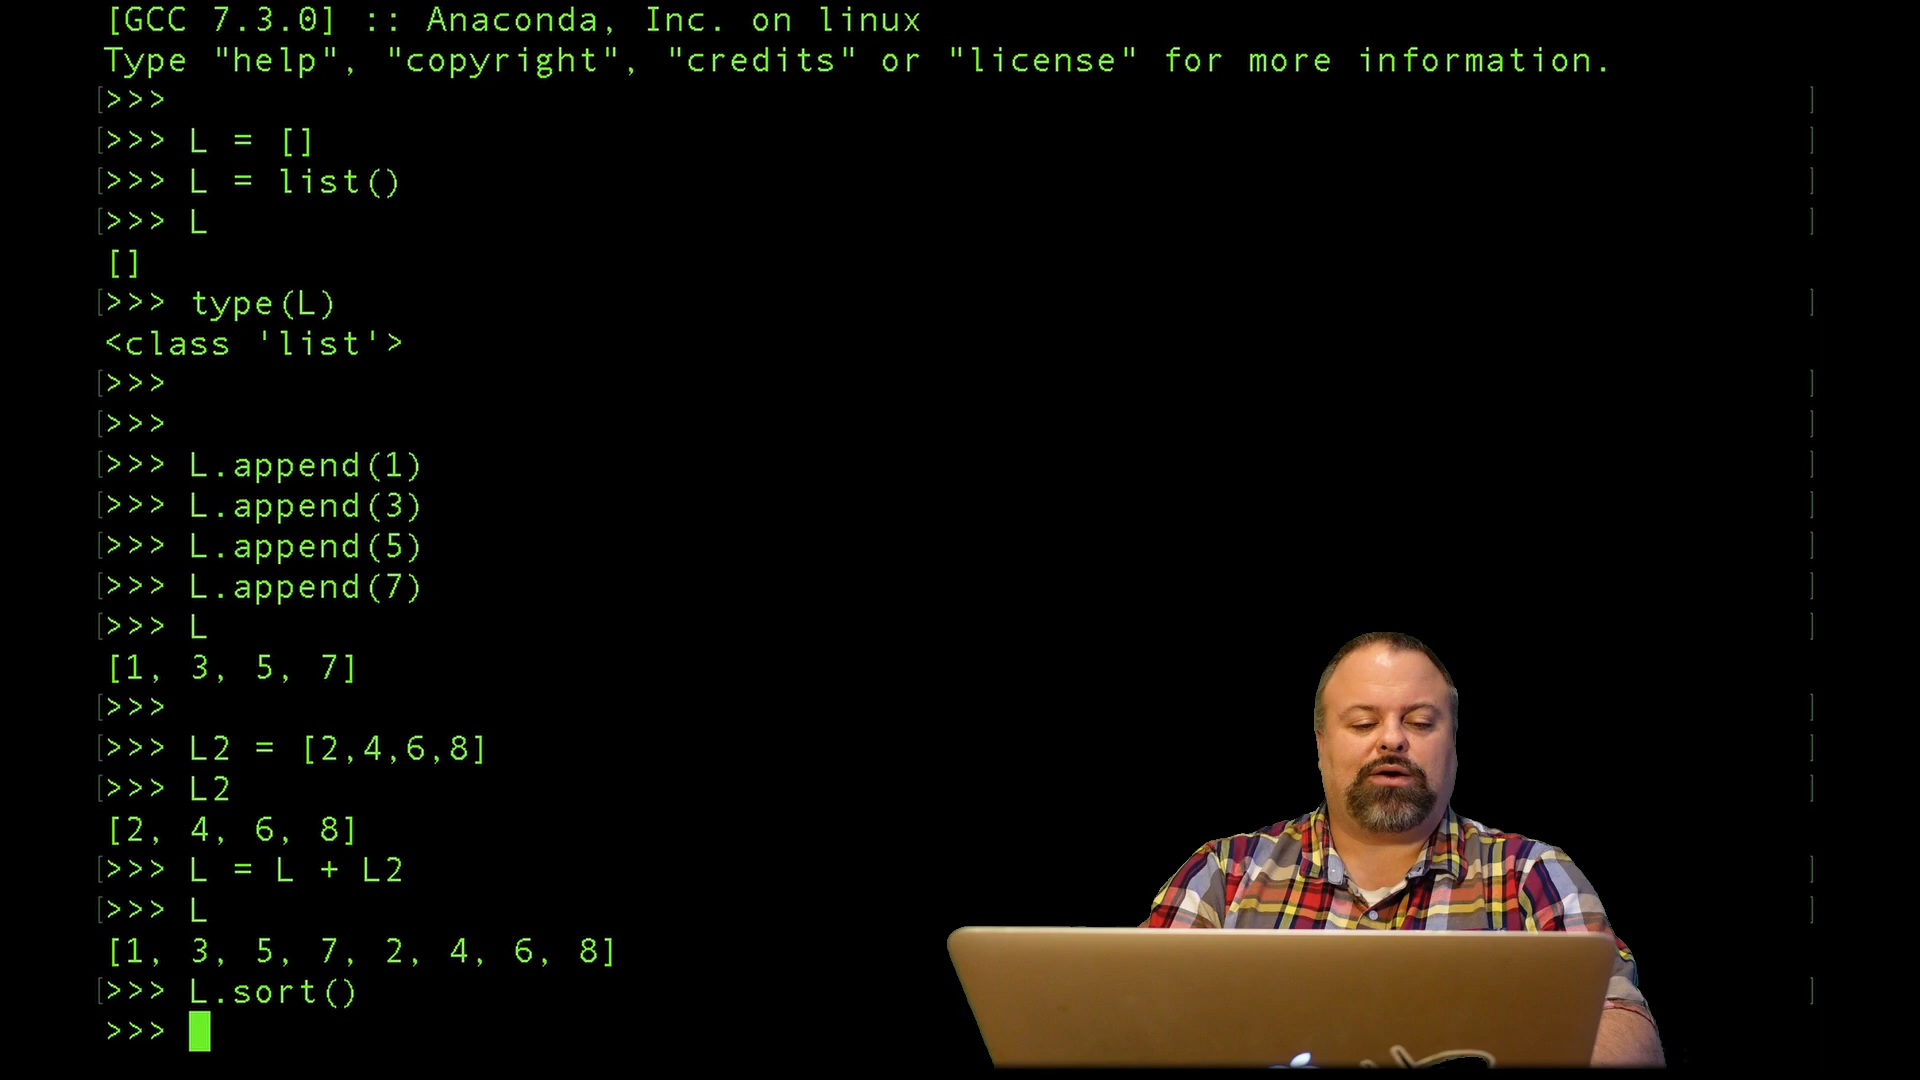 [GCC 7.3.0] :: Anaconda, Inc. on linux
Type "help", "copyright", "credits" or "license" for more information.
[>>> ]
[>>> L = [] ]
[>>> L = list() ]
[>>> L ]
[]
[>>> type(L) ]
<class 'list'>
[>>> ]
[>>> ]
[>>> L.append(1) ]
[>>> L.append(3) ]
[>>> L.append(5) ]
[>>> L.append(7) ]
[>>> L ]
[1, 3, 5, 7]
[>>> ]
[>>> L2 = [2,4,6,8] ]
[>>> L2 ]
[2, 4, 6, 8]
[>>> L = L + L2 ]
[>>> L ]
[1, 3, 5, 7, 2, 4, 6, 8]
[>>> L.sort() ]
>>>